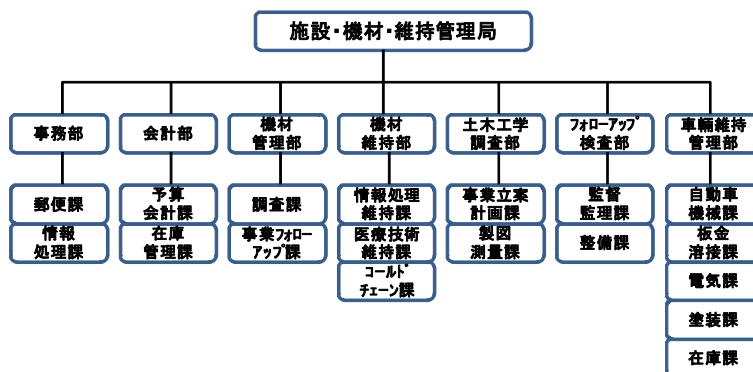 施設・機材・維持管理局
事務部
会計部
機材
管理部
機材
維持部
土木工学
調査部
フォローアップ
検査部
車輛維持
管理部
郵便課
情報
処理課
予算
会計課
在庫
管理課
調査課
事業フォロー
アップ課
情報処理
維持課
医療技術
維持課
コールド
チェーン課
事業立案
計画課
製図
測量課
監督
監理課
整備課
自動車
機械課
板金
溶接課
電気課
塗装課
在庫課